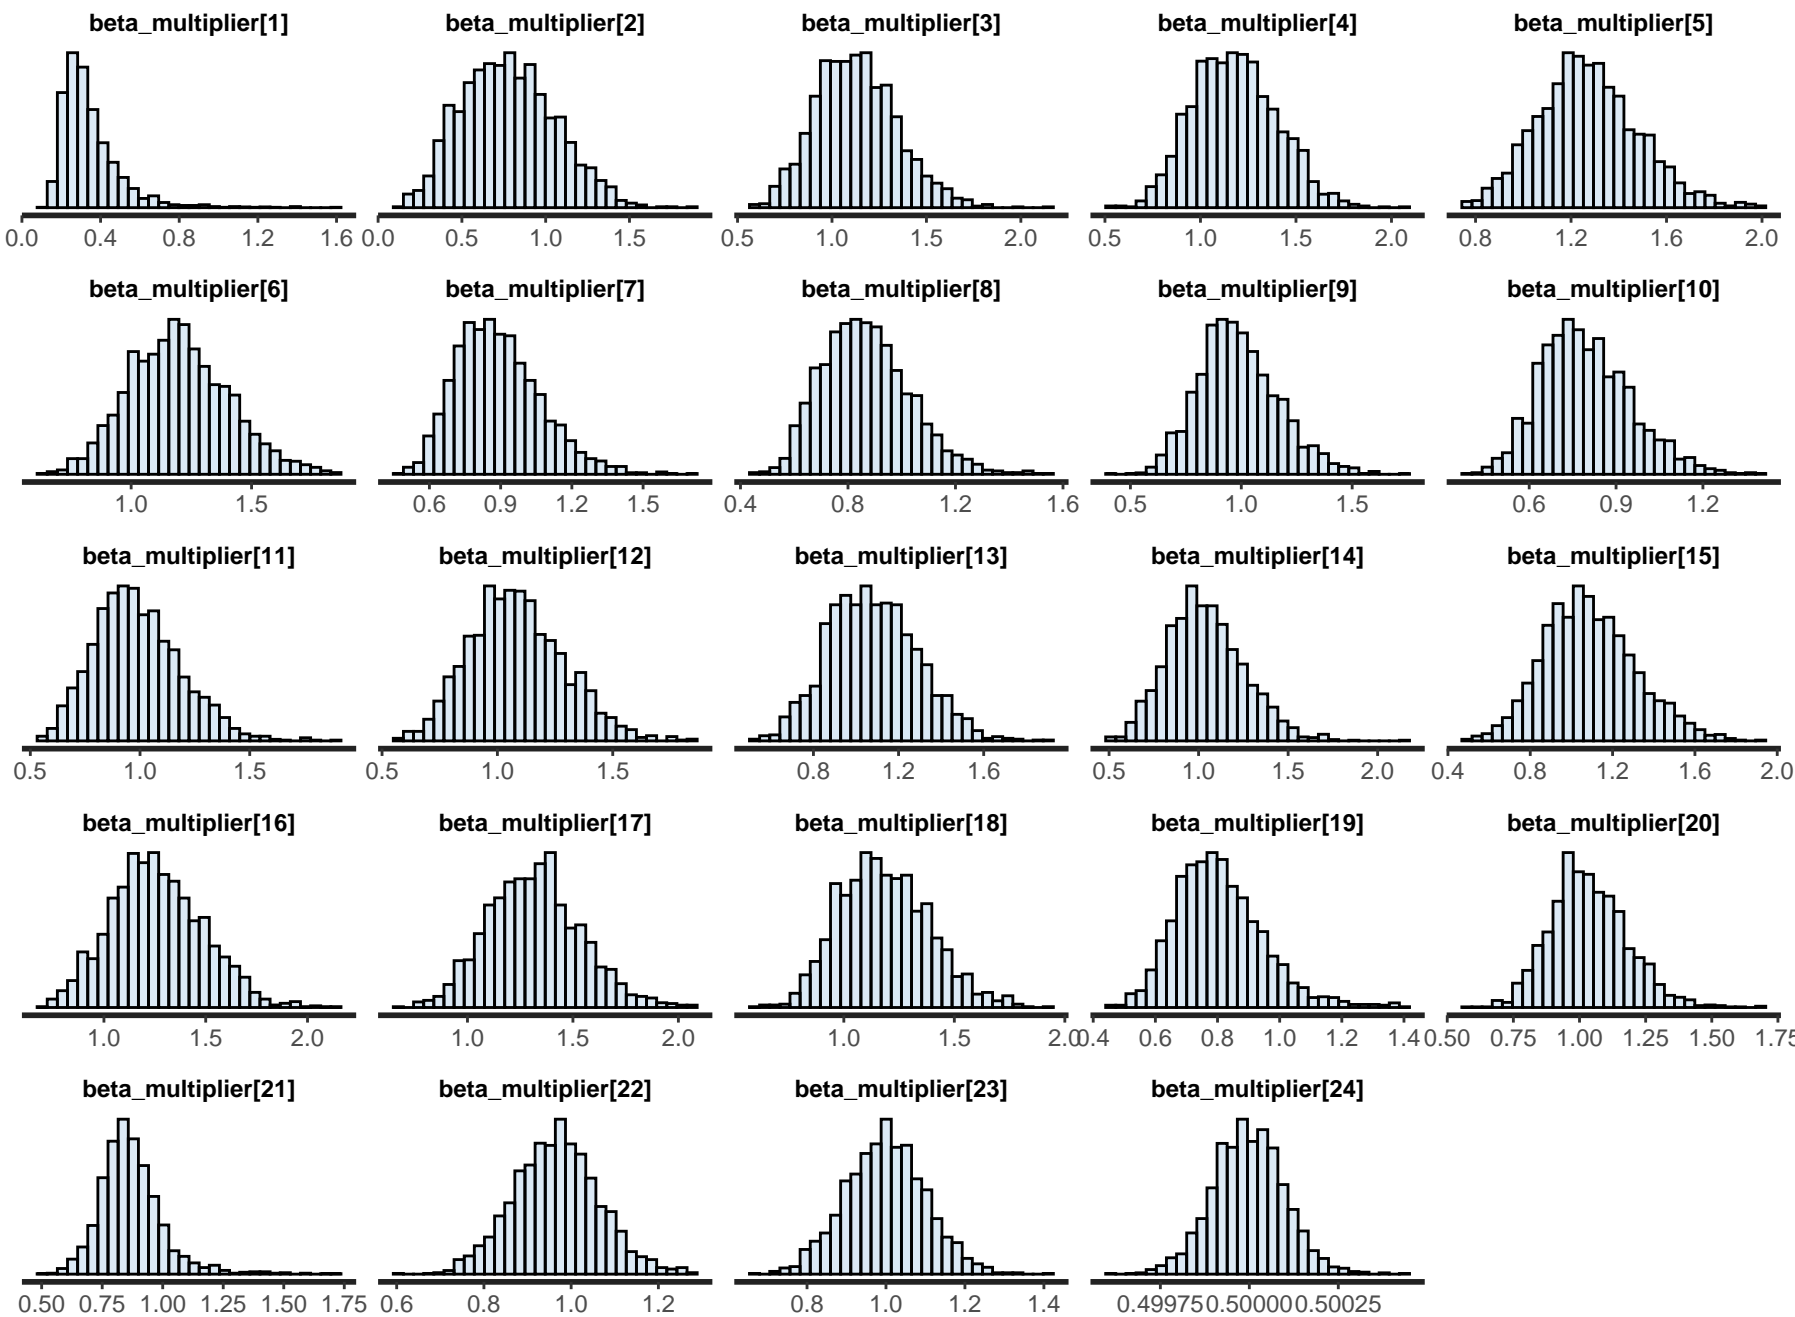 beta_multiplier[1] beta_multiplier[2] beta_multiplier[3] beta_multiplier[4] beta_multiplier[5]
0.0 0.4 0.8 1.2 1.6 0.0 0.5 1.0 1.5 0.5 1.0 1.5 2.0 0.5 1.0 1.5 2.0 0.8 1.2 1.6 2.0
beta_multiplier[6] beta_multiplier[7] beta_multiplier[8] beta_multiplier[9] beta_multiplier[10]
1.0 1.5 0.6 0.9 1.2 1.5 0.4 0.8 1.2 1.6 0.5 1.0 1.5 0.6 0.9 1.2
beta_multiplier[11] beta_multiplier[12] beta_multiplier[13] beta_multiplier[14] beta_multiplier[15]
0.5 1.0 1.5 0.5 1.0 1.5 0.8 1.2 1.6 0.5 1.0 1.5 2.0 0.4 0.8 1.2 1.6 2.0
beta_multiplier[16] beta_multiplier[17] beta_multiplier[18] beta_multiplier[19] beta_multiplier[20]
1.0 1.5 2.0 1.0 1.5 2.0 1.0 1.5 2.0 0.4 0.6 0.8 1.0 1.2 1.4 0.50 0.75 1.00 1.25 1.50 1.75
beta_multiplier[21] beta_multiplier[22] beta_multiplier[23] beta_multiplier[24]
0.50 0.75 1.00 1.25 1.50 1.75 0.6 0.8 1.0 1.2 0.8 1.0 1.2 1.4 0.49975 0.50000 0.50025